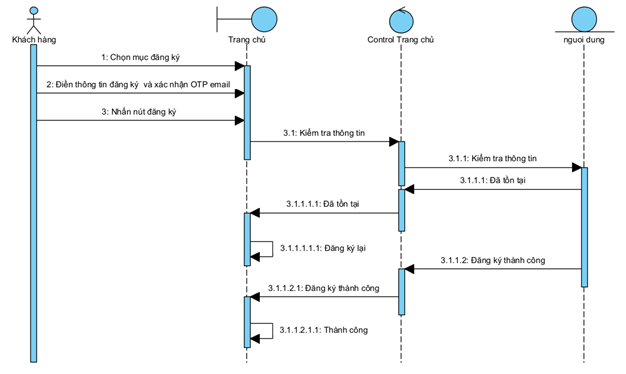 Khách hàng
Trang chủ
Control Trang chủ
nguoi dung
1: Chọn mục đăng ký
2: Điền thông tin đăng ký và xác nhận OTP email
3: Nhấn nút đăng ký
3.1: Kiểm tra thông tin
3.1.1: Kiểm tra thông tin
3.1.1.1: Đã tồn tại
3.1.1.1.1: Đã tồn tại
3.1.1.1.1.1: Đăng ký lại
3.1.1.2: Đăng ký thành công
3.1.1.2.1: Đăng ký thành công
3.1.1.2.1.1: Thành công